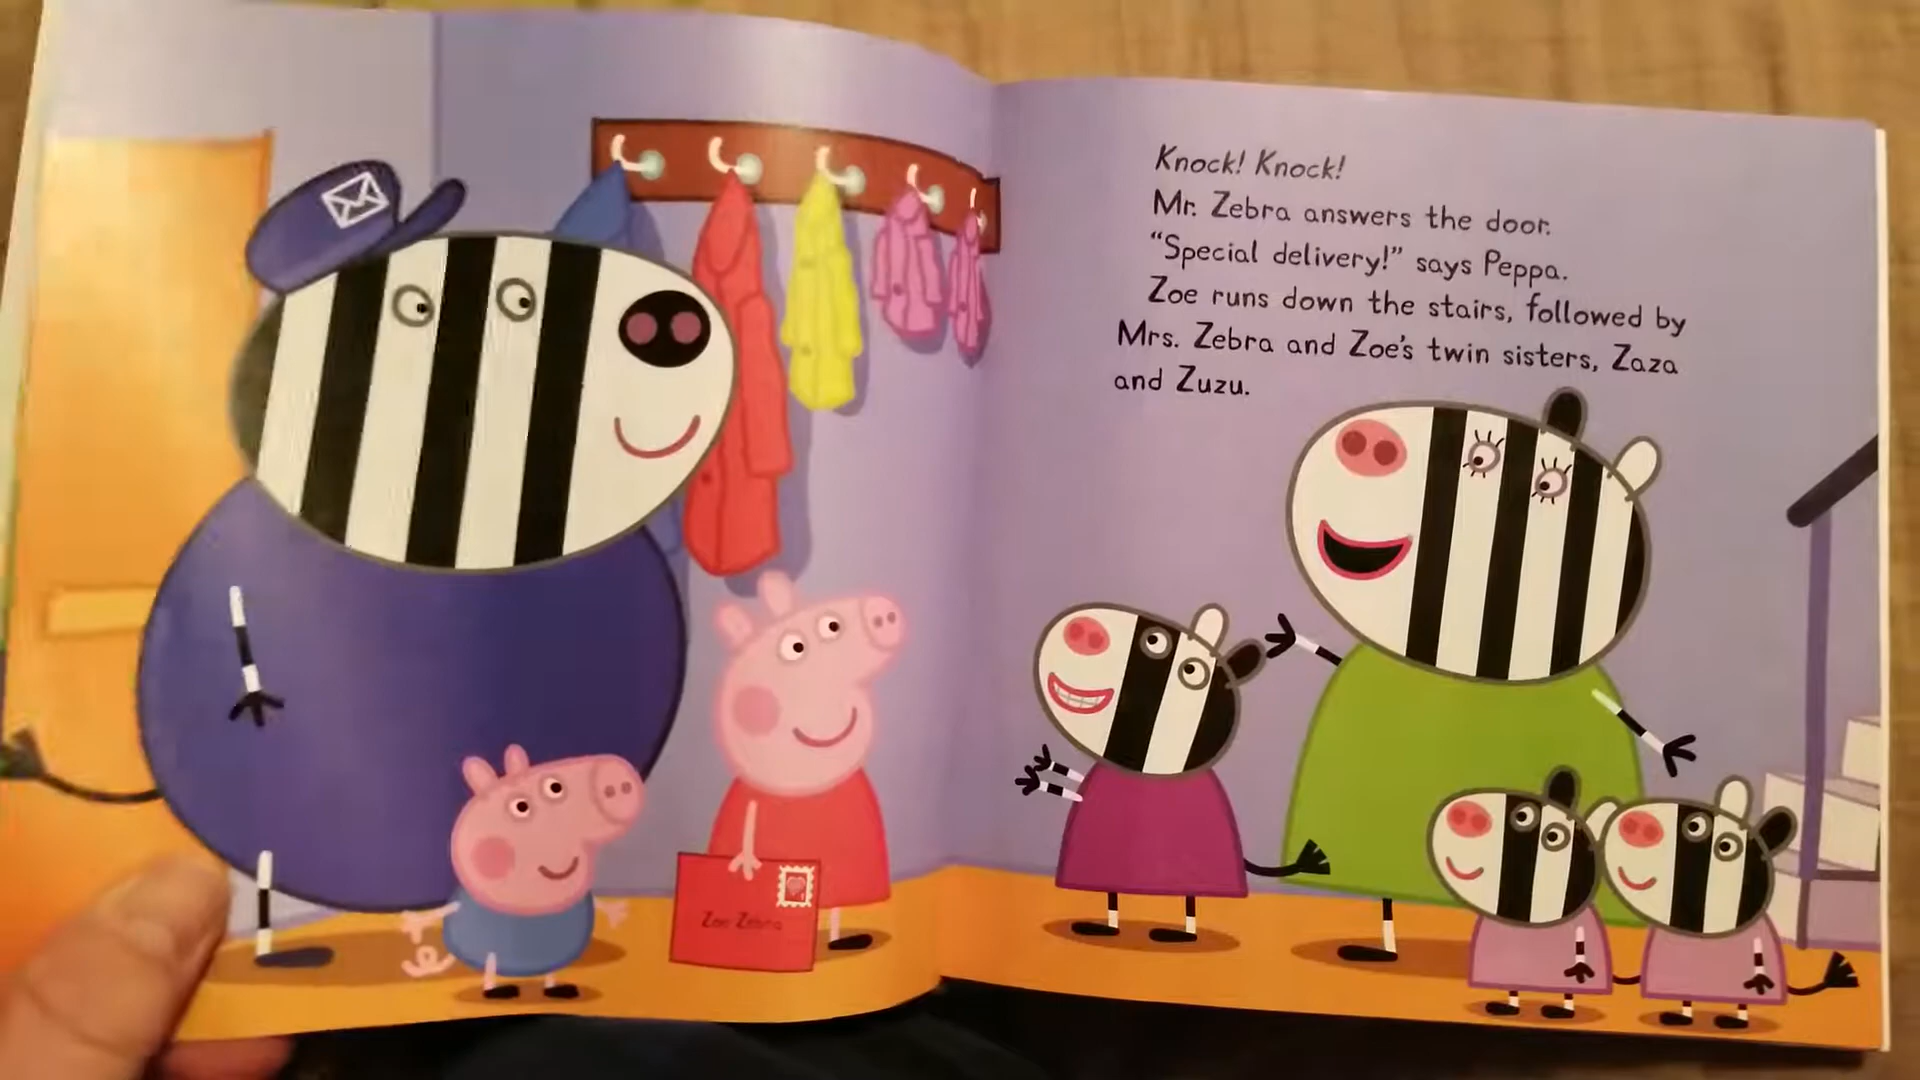 Knock! Knock!
Mr. Zebra answers the door.
“Special delivery!” says Peppa.
Zoe runs down the stairs, followed by
Mrs. Zebra and Zoe’s twin sisters, Zaza
and Zuzu.
Zoe Zebra